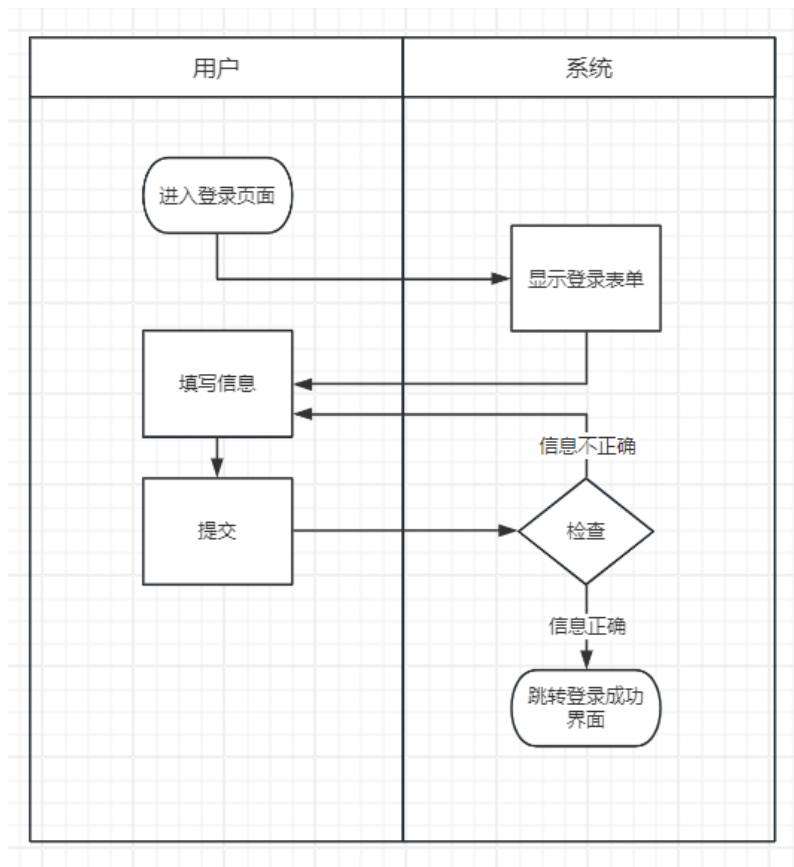 用户
系统
进入登录页面
显示登录表单
填写信息
信息不正确
提交
检查
信息正确
跳转登录成功
界面